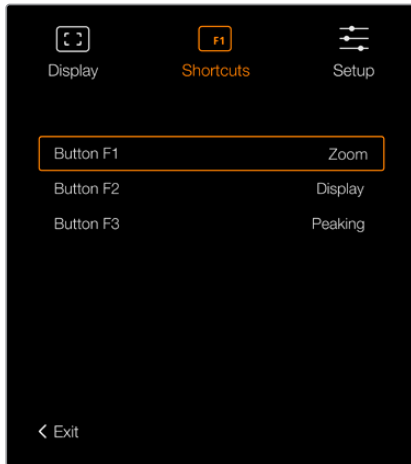 F1
Display Shortcuts Setup
Button F1 Zoom
Button F2 Display
Button F3 Peaking
Exit